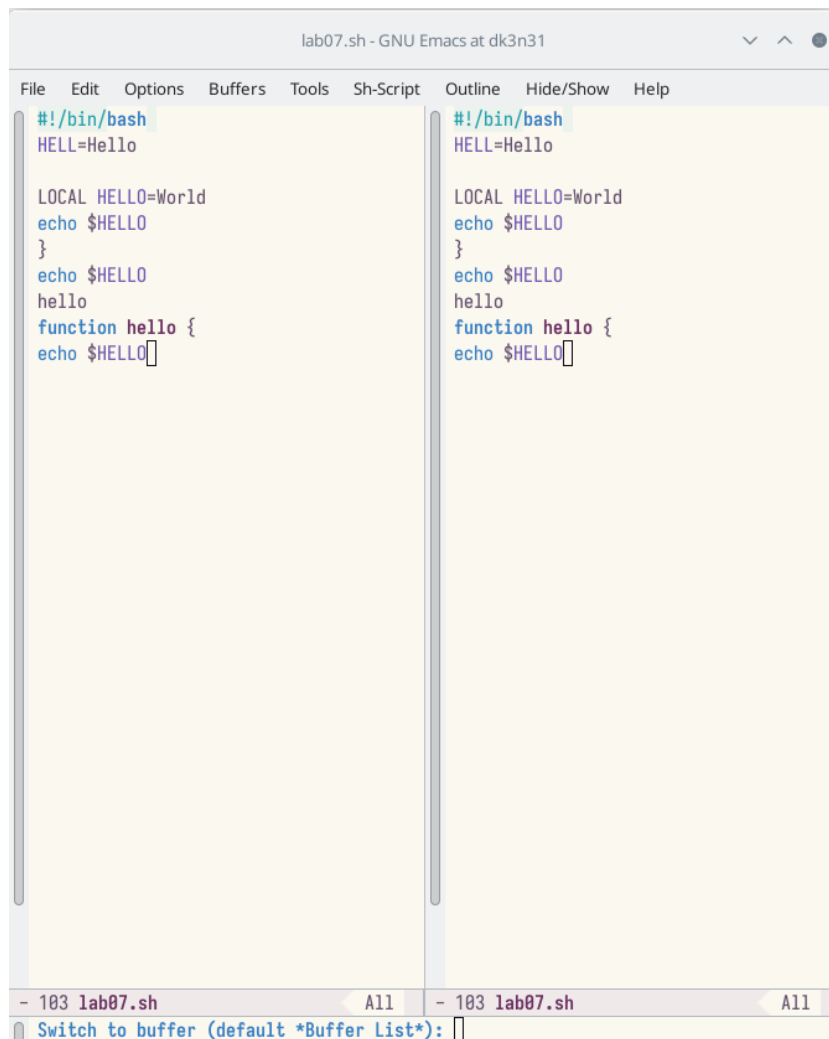 lab07.sh - GNU Emacs at dk3n31
File Edit Options Buffers Tools Sh-Script Outline Hide/Show Help
#!/bin/bash
HELL=Hello
LOCAL HELLO=World
echo $HELLO
}
echo $HELLO
hello
function hello {
echo $HELLO
- 103 lab07.sh All
#!/bin/bash
HELL=Hello
LOCAL HELLO=World
echo $HELLO
}
echo $HELLO
hello
function hello {
echo $HELLO
- 103 lab07.sh All
Switch to buffer (default *Buffer List*):